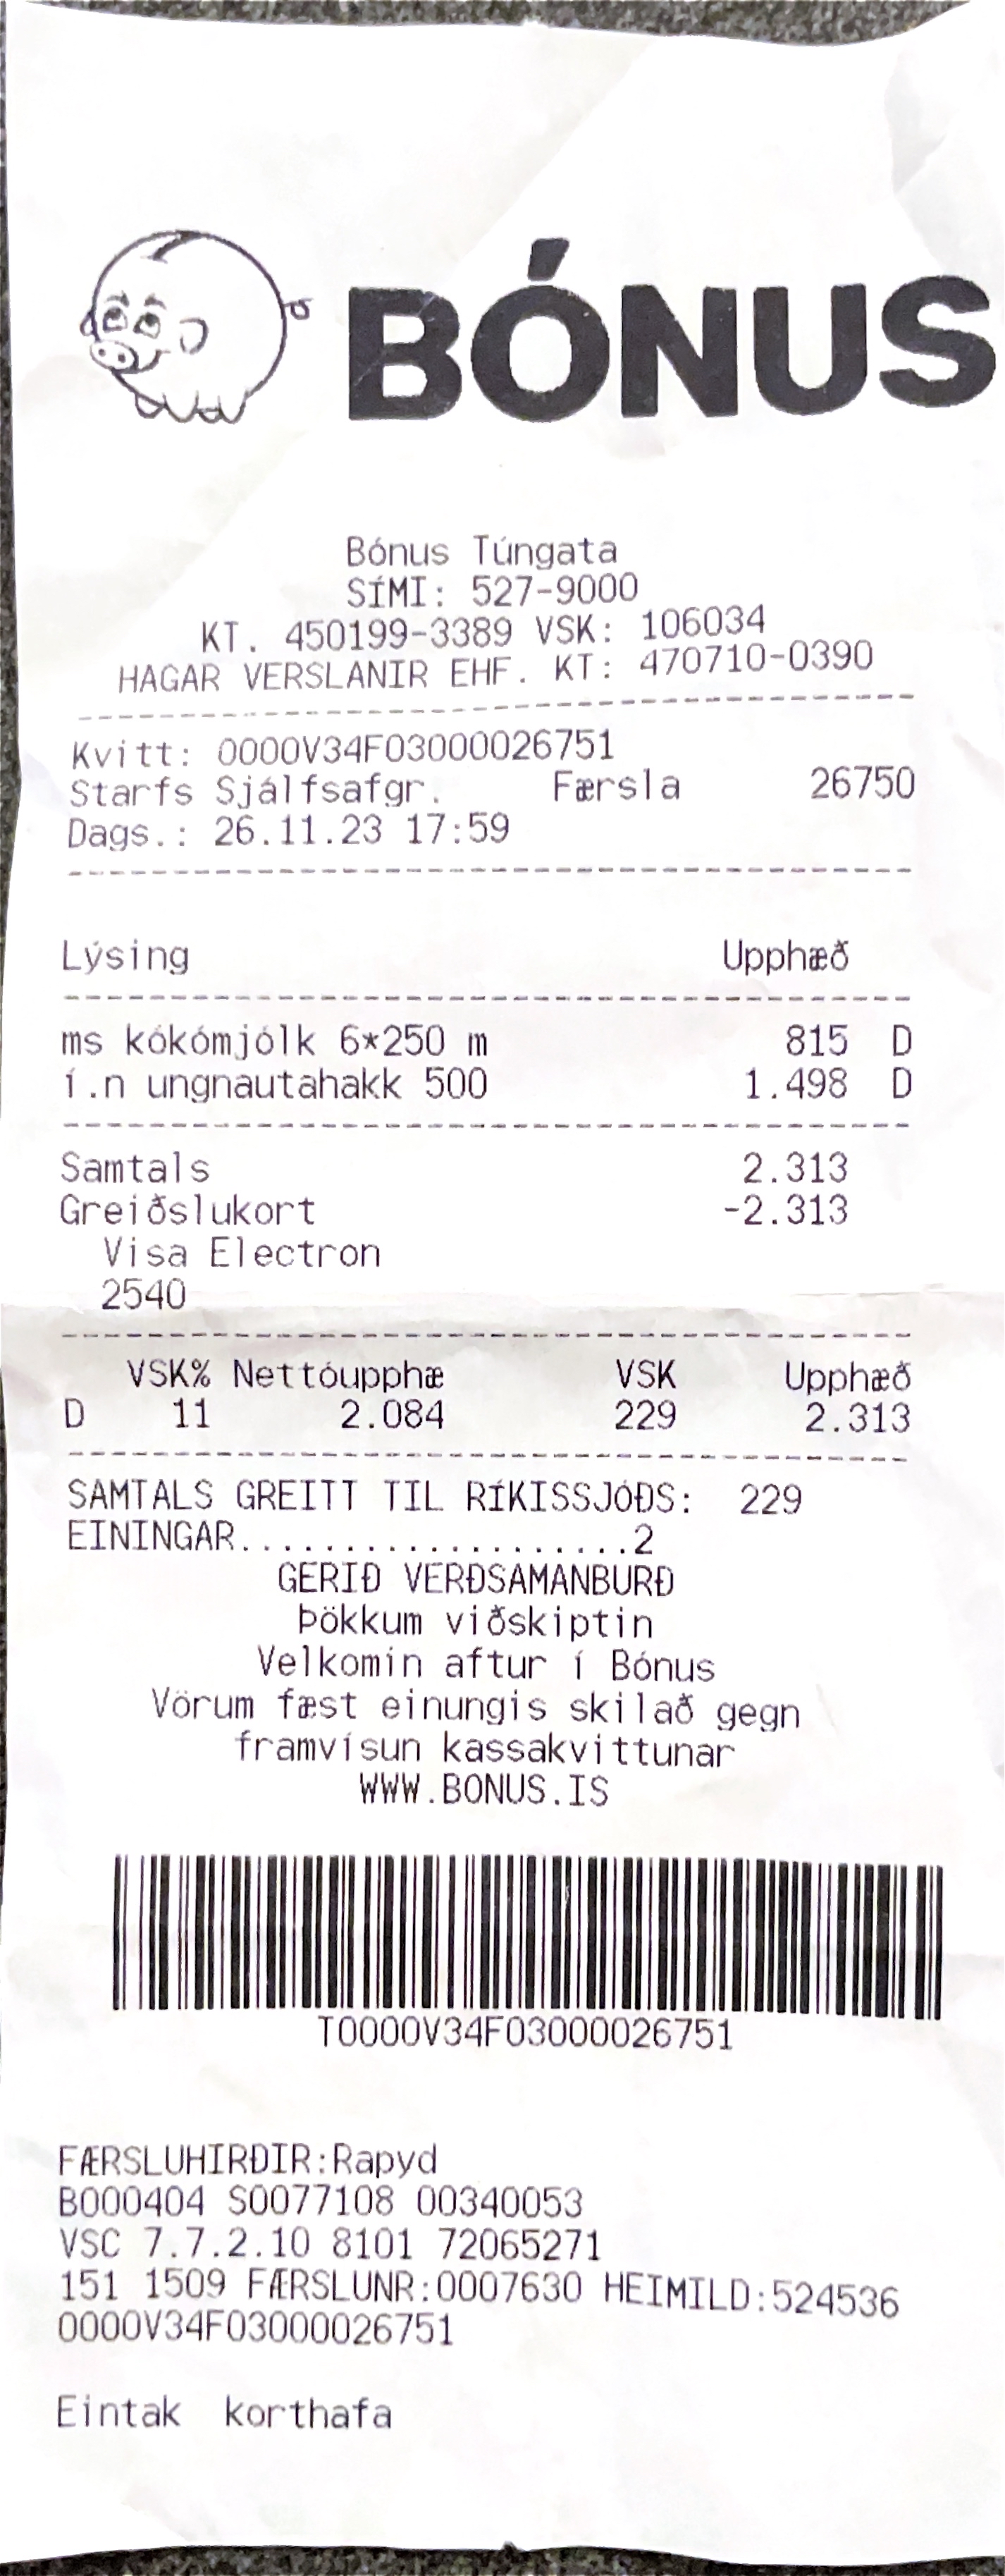 BÓNUS
Bónus Túngata
SÍMI: 527-9000
KT. 450199-3389 VSK: 106034
HAGAR VERSLANIR EHF. KT: 470710-0390
Kvitt: 0000V34F03000026751
Starfs Sjálfsafgr. Færsla 26750
Dags.: 26.11.23 17:59
Lýsing Upphæð
ms kókómjólk 6*250 m 815 D
í.n ungnautahakk 500 1.498 D
Samtals 2.313
Greiðslukort -2.313
Visa Electron
2540
VSK% Nettóupphæ VSK Upphæð
D 11 2.084 229 2.313
SAMTALS GREITT TIL RÍKISSJÓÐS: 229
EININGAR...................2
GERIÐ VERÐSAMANBURÐ
Þökkum viðskiptin
Velkomin aftur í Bónus
Vörum fæst einungis skilað gegn
framvísun kassakvittunar
WWW.BONUS.IS
T0000V34F03000026751
FÆRSLUHIRÐIR:Rapyd
B000404 S0077108 00340053
VSC 7.7.2.10 8101 72065271
151 1509 FÆRSLUNR:0007630 HEIMILD:524536
0000V34F03000026751
Eintak korthafa